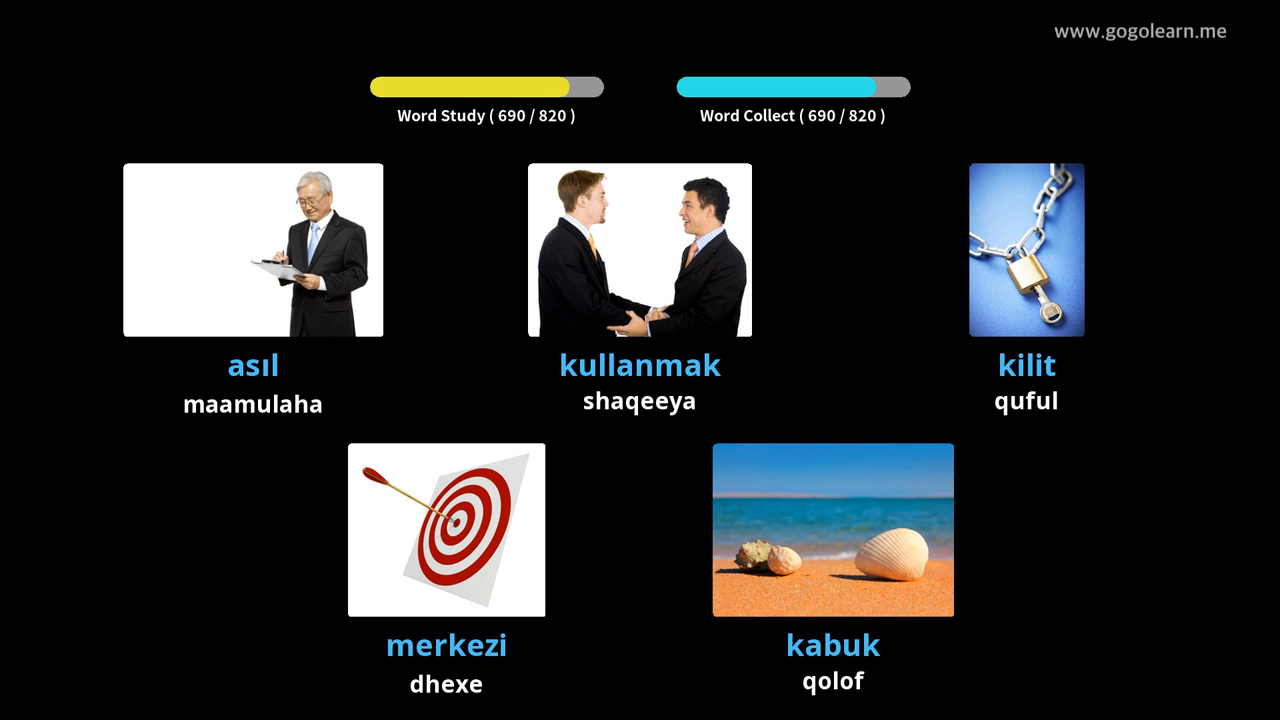 www.gogolearn.me
Word Study ( 690 / 820 )
Word Collect ( 690 / 820 )
asıl
maamulaha
kullanmak
shaqeeya
kilit
quful
merkezi
dhexe
kabuk
qolof